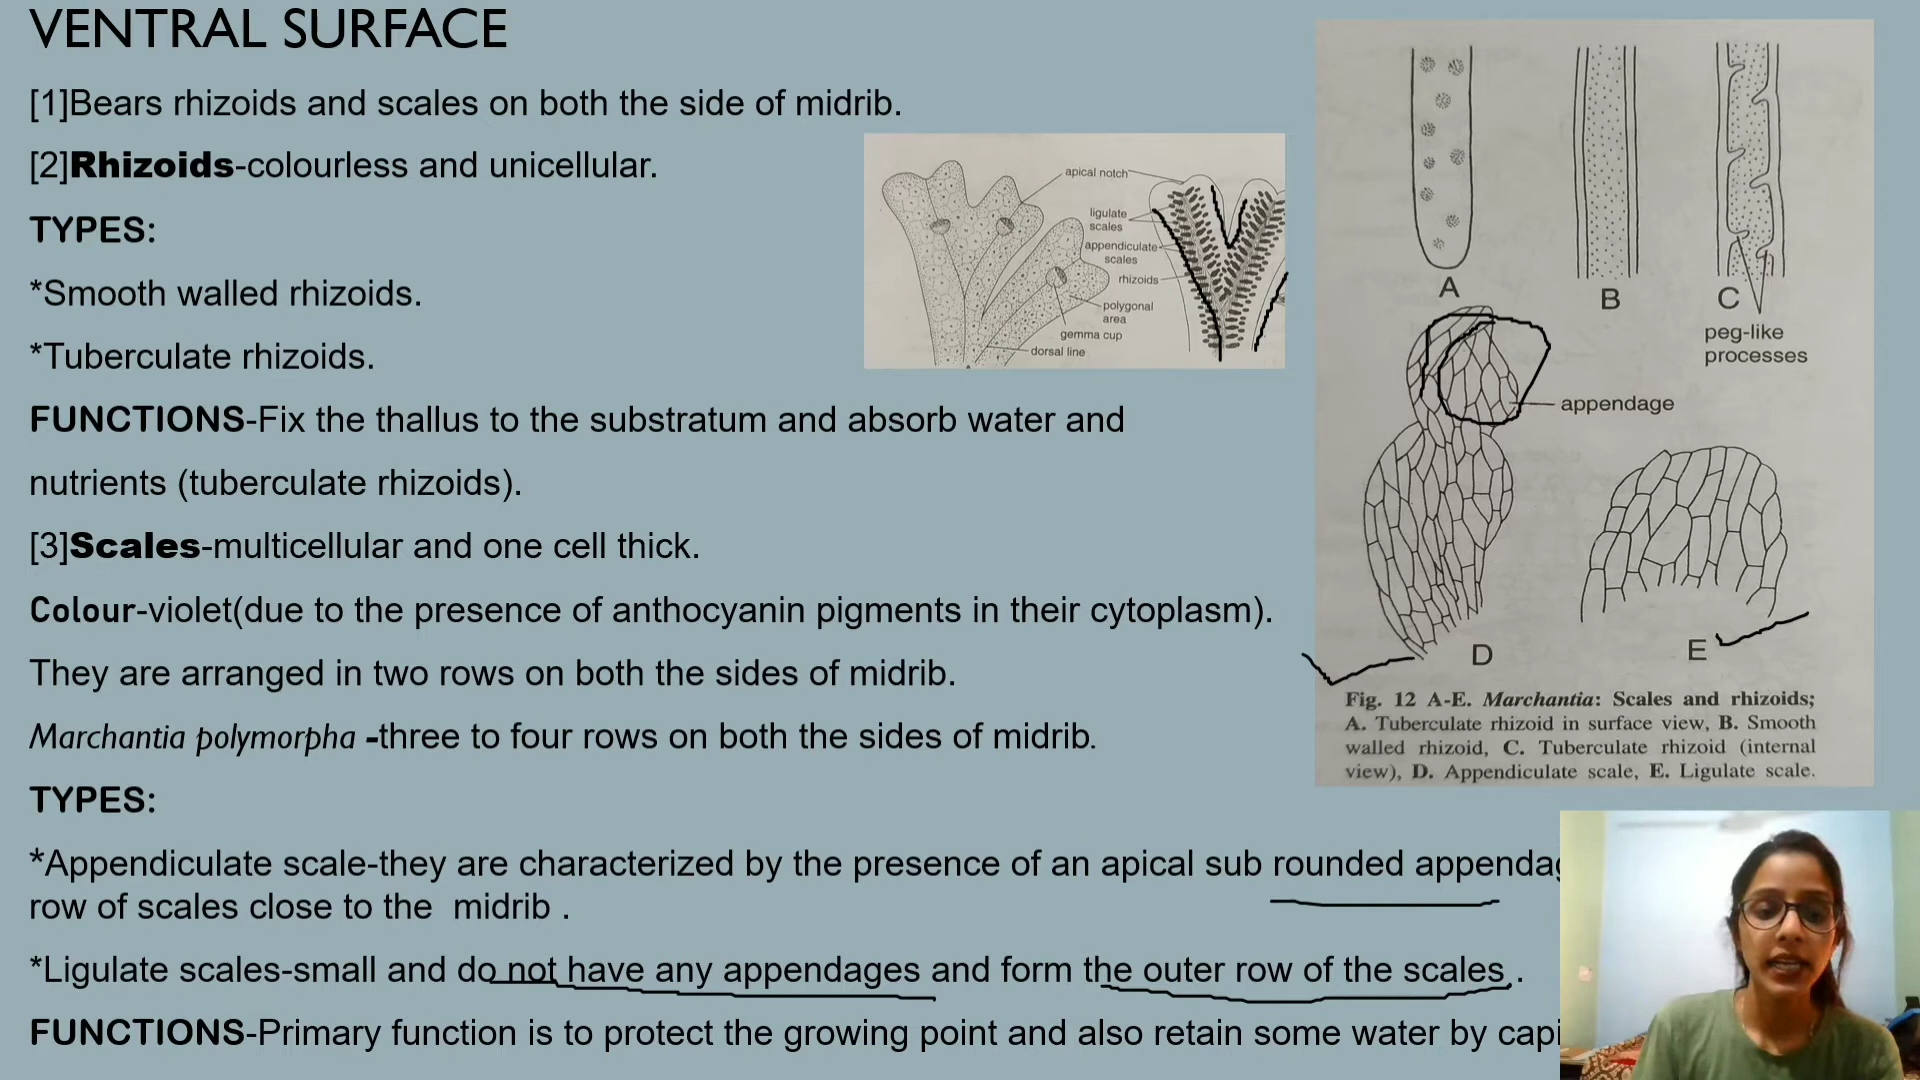 VENTRAL SURFACE
[1]Bears rhizoids and scales on both the side of midrib.
[2]Rhizoids-colourless and unicellular.
TYPES:
*Smooth walled rhizoids.
*Tuberculate rhizoids.
FUNCTIONS-Fix the thallus to the substratum and absorb water and
nutrients (tuberculate rhizoids).
[3]Scales-multicellular and one cell thick.
Colour-violet(due to the presence of anthocyanin pigments in their cytoplasm).
They are arranged in two rows on both the sides of midrib.
Marchantia polymorpha -three to four rows on both the sides of midrib.
TYPES:
*Appendiculate scale-they are characterized by the presence of an apical sub rounded
row of scales close to the midrib .
*Ligulate scales-small and do not have any appendages and form the outer row of the scales .
FUNCTIONS-Primary function is to protect the growing point and also retain some water by
apical notch
ligulate
scales
appendiculate
scales
rhizoids
polygonal
area
gemma cup
dorsal line
A
B
C
peg-like
processes
appendage
D
E
Fig. 12 A-E. Marchantia: Scales and rhizoids;
A. Tuberculate rhizoid in surface view, B. Smooth
walled rhizoid, C. Tuberculate rhizoid (internal
view), D. Appendiculate scale, E. Ligulate scale.